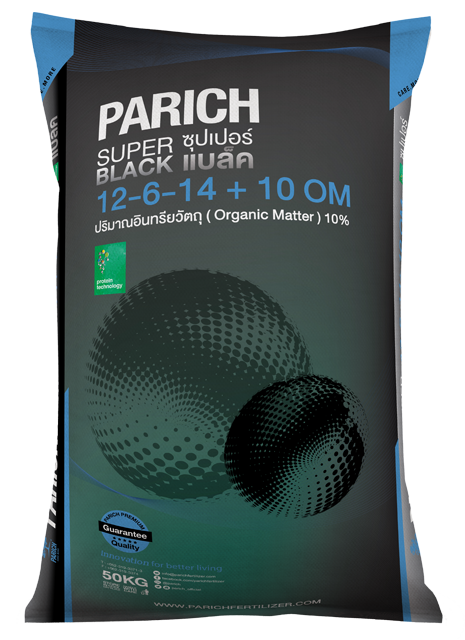 CARE.MORE
PARICH
SUPER ซุปเปอร์
BLACK แบล็ค
12-6-14 + 10 OM
ปริมาณอินทรียวัตถุ ( Organic Matter ) 10%
protein
technology
PARICH PREMIUM
Guarantee
Quality
Innovation for better living
50KG
WWW.PARICHFERTILIZER.COM